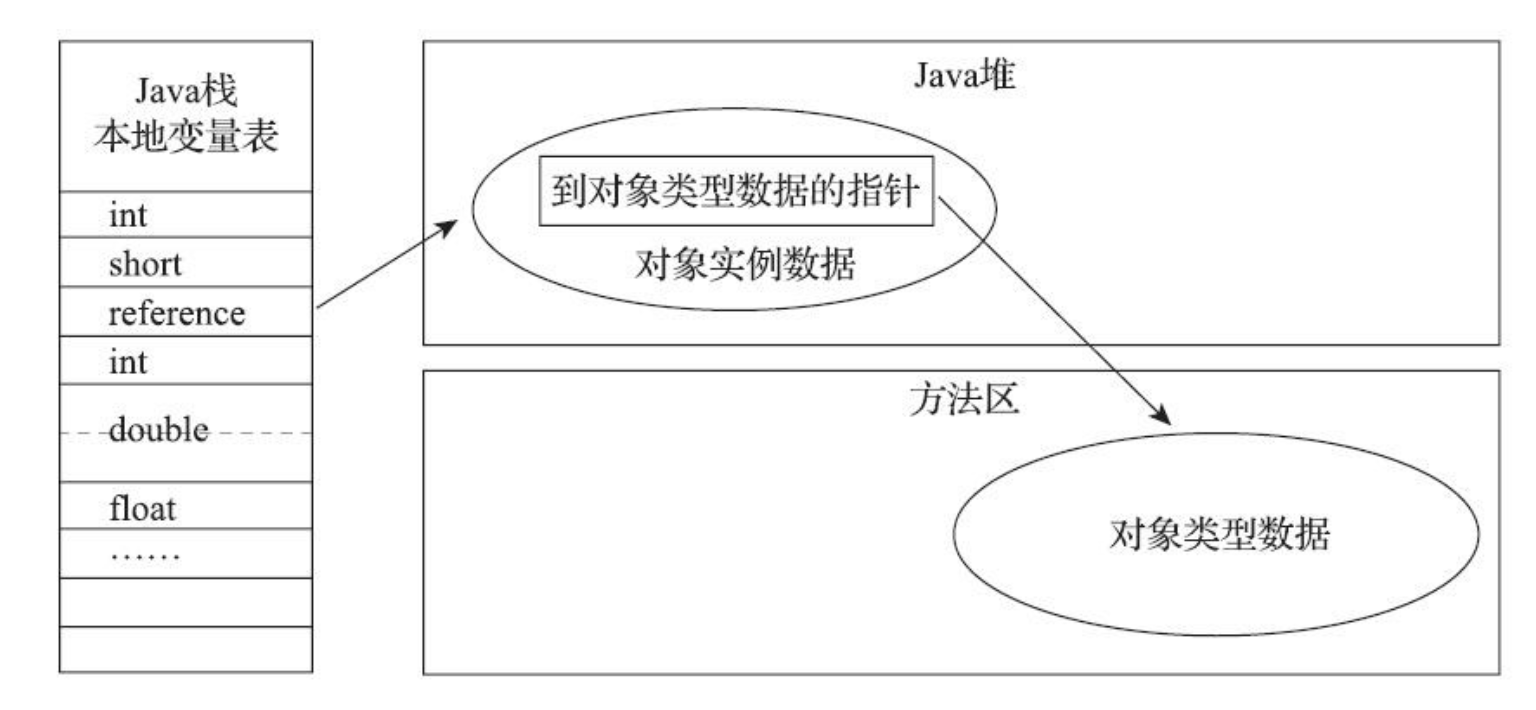 Java栈
本地变量表
int
short
reference
int
double
float
……
Java堆
到对象类型数据的指针
对象实例数据
方法区
对象类型数据